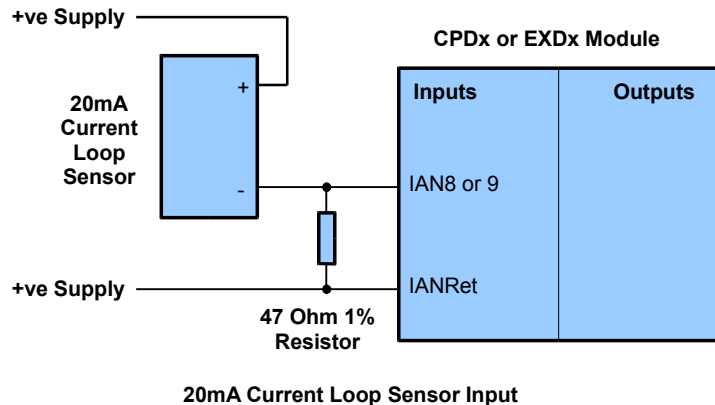 +ve Supply
CPDx or EXDx Module
20mA
Current
Loop
Sensor
+
-
Inputs
Outputs
IAN8 or 9
+ve Supply
IANRet
47 Ohm 1%
Resistor
20mA Current Loop Sensor Input